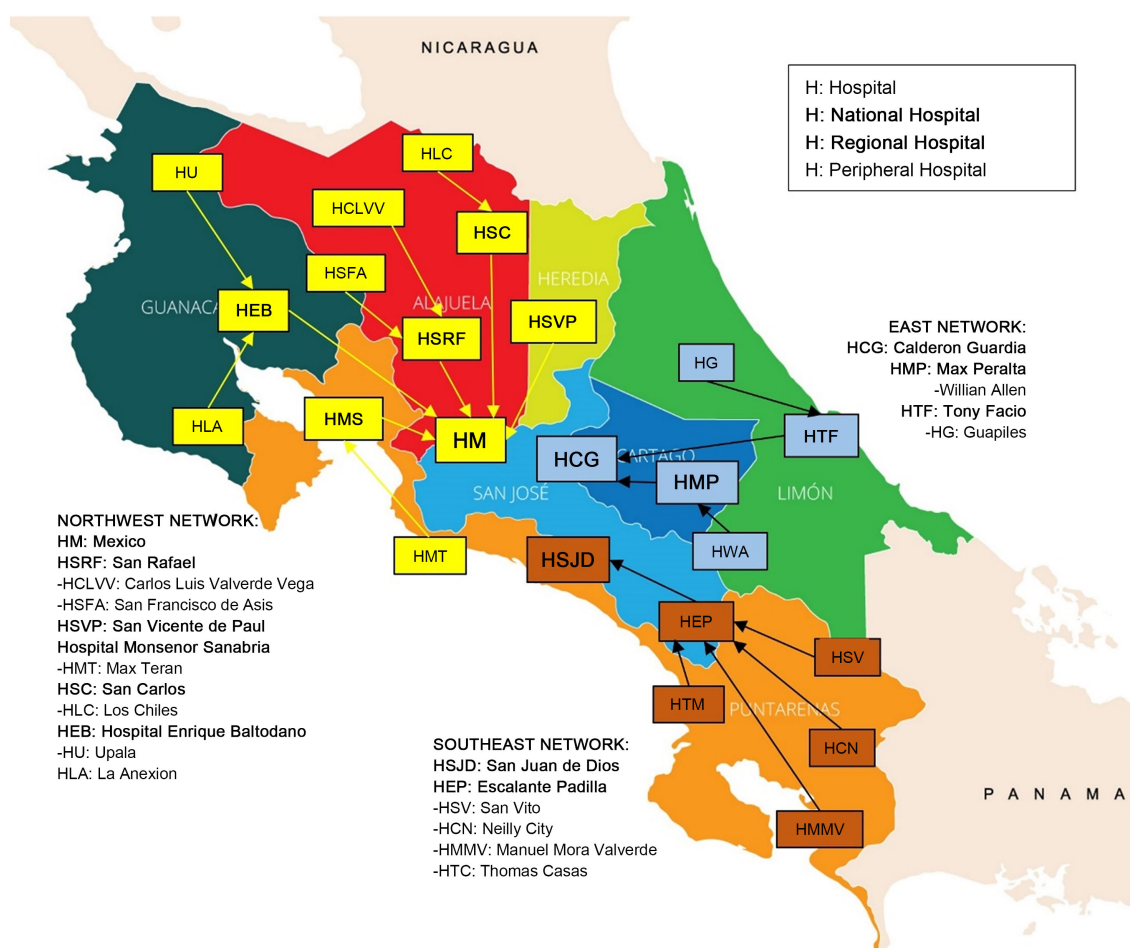 NICARAGUA
H: Hospital
H: National Hospital
H: Regional Hospital
H: Peripheral Hospital
HLC
HU
HCLVV
HSC
HSFA
HEREDIA
GUANACA
HEB
ALAJUELA
HSVP
HSRF
HG
EAST NETWORK:
HCG: Calderon Guardia
HMP: Max Peralta
-Willian Allen
HTF: Tony Facio
-HG: Guapiles
HLA
HMS
HM
HTF
HCG
CARTAGO
HMP
SAN JOSÉ
LIMÓN
HMT
HSJD
HWA
NORTHWEST NETWORK:
HM: Mexico
HSRF: San Rafael
-HCLVV: Carlos Luis Valverde Vega
-HSFA: San Francisco de Asis
HSVP: San Vicente de Paul
Hospital Monsenor Sanabria
-HMT: Max Teran
HSC: San Carlos
-HLC: Los Chiles
HEB: Hospital Enrique Baltodano
-HU: Upala
HLA: La Anexion
HEP
HSV
HTM
PUNTARENAS
HCN
SOUTHEAST NETWORK:
HSJD: San Juan de Dios
HEP: Escalante Padilla
-HSV: San Vito
-HCN: Neilly City
-HMMV: Manuel Mora Valverde
-HTC: Thomas Casas
HMMV
PANAMA